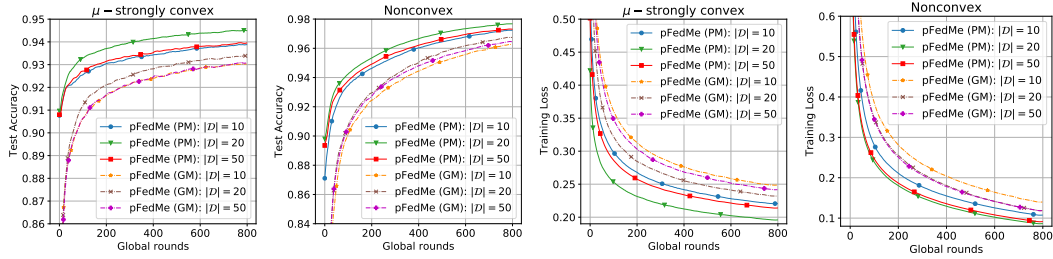 μ − strongly convex
Test Accuracy
0.95
0.94
0.93
0.92
0.91
0.90
0.89
0.88
0.87
0.86
pFedMe (PM): |𝒟| = 10
pFedMe (PM): |𝒟| = 20
pFedMe (PM): |𝒟| = 50
pFedMe (GM): |𝒟| = 10
pFedMe (GM): |𝒟| = 20
pFedMe (GM): |𝒟| = 50
0 200 400 600 800
Global rounds
Nonconvex
Test Accuracy
0.98
0.96
0.94
0.92
0.90
0.88
0.86
0.84
pFedMe (PM): |𝒟| = 10
pFedMe (PM): |𝒟| = 20
pFedMe (PM): |𝒟| = 50
pFedMe (GM): |𝒟| = 10
pFedMe (GM): |𝒟| = 20
pFedMe (GM): |𝒟| = 50
0 200 400 600 800
Global rounds
μ − strongly convex
Training Loss
0.50
0.45
0.40
0.35
0.30
0.25
0.20
pFedMe (PM): |𝒟| = 10
pFedMe (PM): |𝒟| = 20
pFedMe (PM): |𝒟| = 50
pFedMe (GM): |𝒟| = 10
pFedMe (GM): |𝒟| = 20
pFedMe (GM): |𝒟| = 50
0 200 400 600 800
Global rounds
Nonconvex
Training Loss
0.6
0.5
0.4
0.3
0.2
0.1
pFedMe (PM): |𝒟| = 10
pFedMe (PM): |𝒟| = 20
pFedMe (PM): |𝒟| = 50
pFedMe (GM): |𝒟| = 10
pFedMe (GM): |𝒟| = 20
pFedMe (GM): |𝒟| = 50
0 200 400 600 800
Global rounds